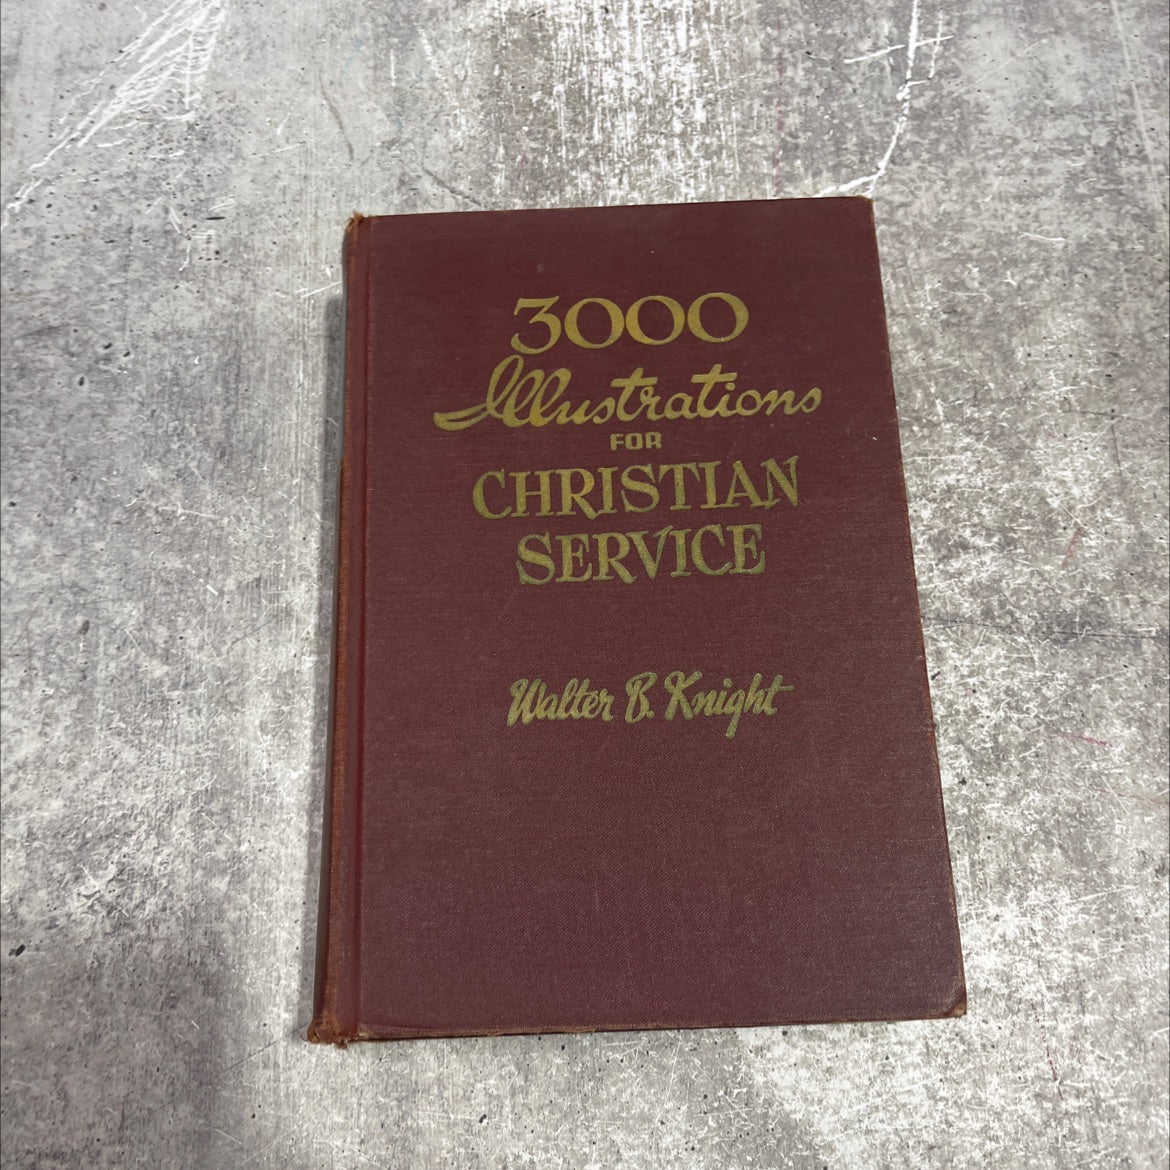 3000
Illustrations
FOR
CHRISTIAN
SERVICE
Walter B. Knight